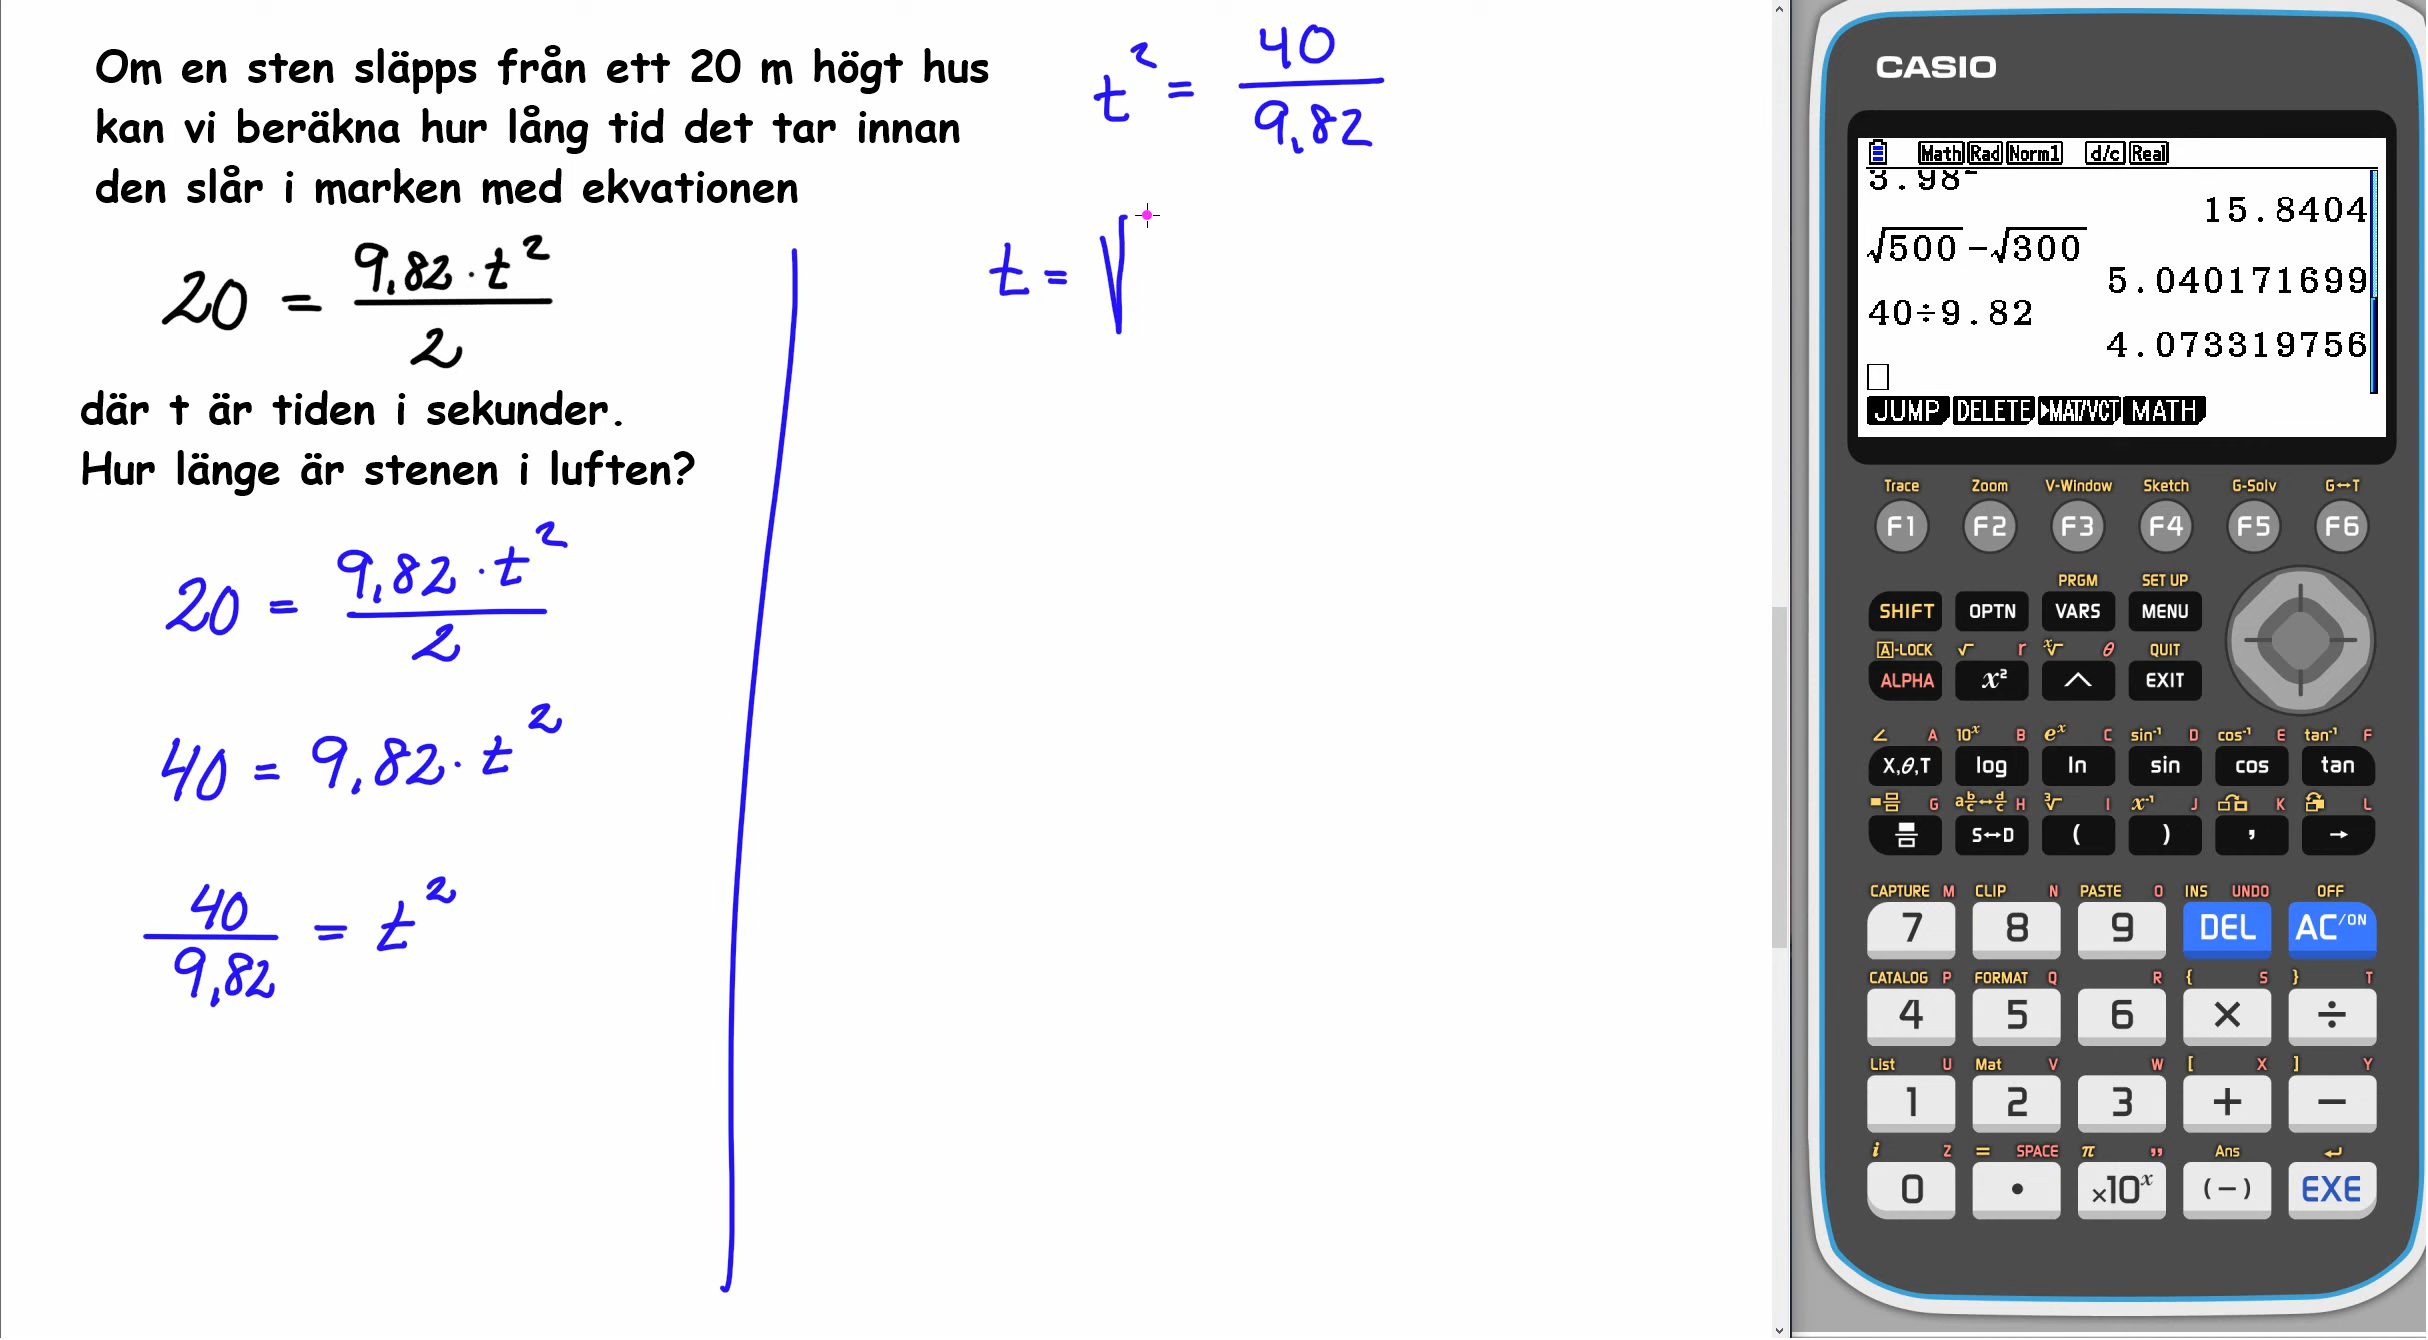 Om en sten släpps från ett 20 m högt hus
kan vi beräkna hur lång tid det tar innan
den slår i marken med ekvationen
20 = 9,82 · t² / 2
där t är tiden i sekunder.
Hur länge är stenen i luften?
20 = 9,82 · t² / 2
40 = 9,82 · t²
40 / 9,82 = t²
t² = 40 / 9,82
t = √
CASIO
Math Rad Norm1 d/c Real
3.98²
15.8404
√500-√300
5.040171699
40÷9.82
4.073319756
JUMP DELETE ▸MAT/VCT MATH
Trace Zoom V-Window Sketch G-Solv G↔T
F1 F2 F3 F4 F5 F6
PRGM SET UP
SHIFT OPTN VARS MENU
A-LOCK √ r ˣ√ θ QUIT
ALPHA x² ^ EXIT
∠ A 10ˣ B eˣ C sin⁻¹ D cos⁻¹ E tan⁻¹ F
X,θ,T log ln sin cos tan
G a b/c↔d/c H ³√ I x⁻¹ J K L
S↔D ( ) , →
CAPTURE M CLIP N PASTE O INS UNDO OFF
7 8 9 DEL AC/ON
CATALOG P FORMAT Q R { S } T
4 5 6 × ÷
List U Mat V W [ X ] Y
1 2 3 + −
i Z = SPACE π " Ans ↵
0 • ×10ˣ (−) EXE